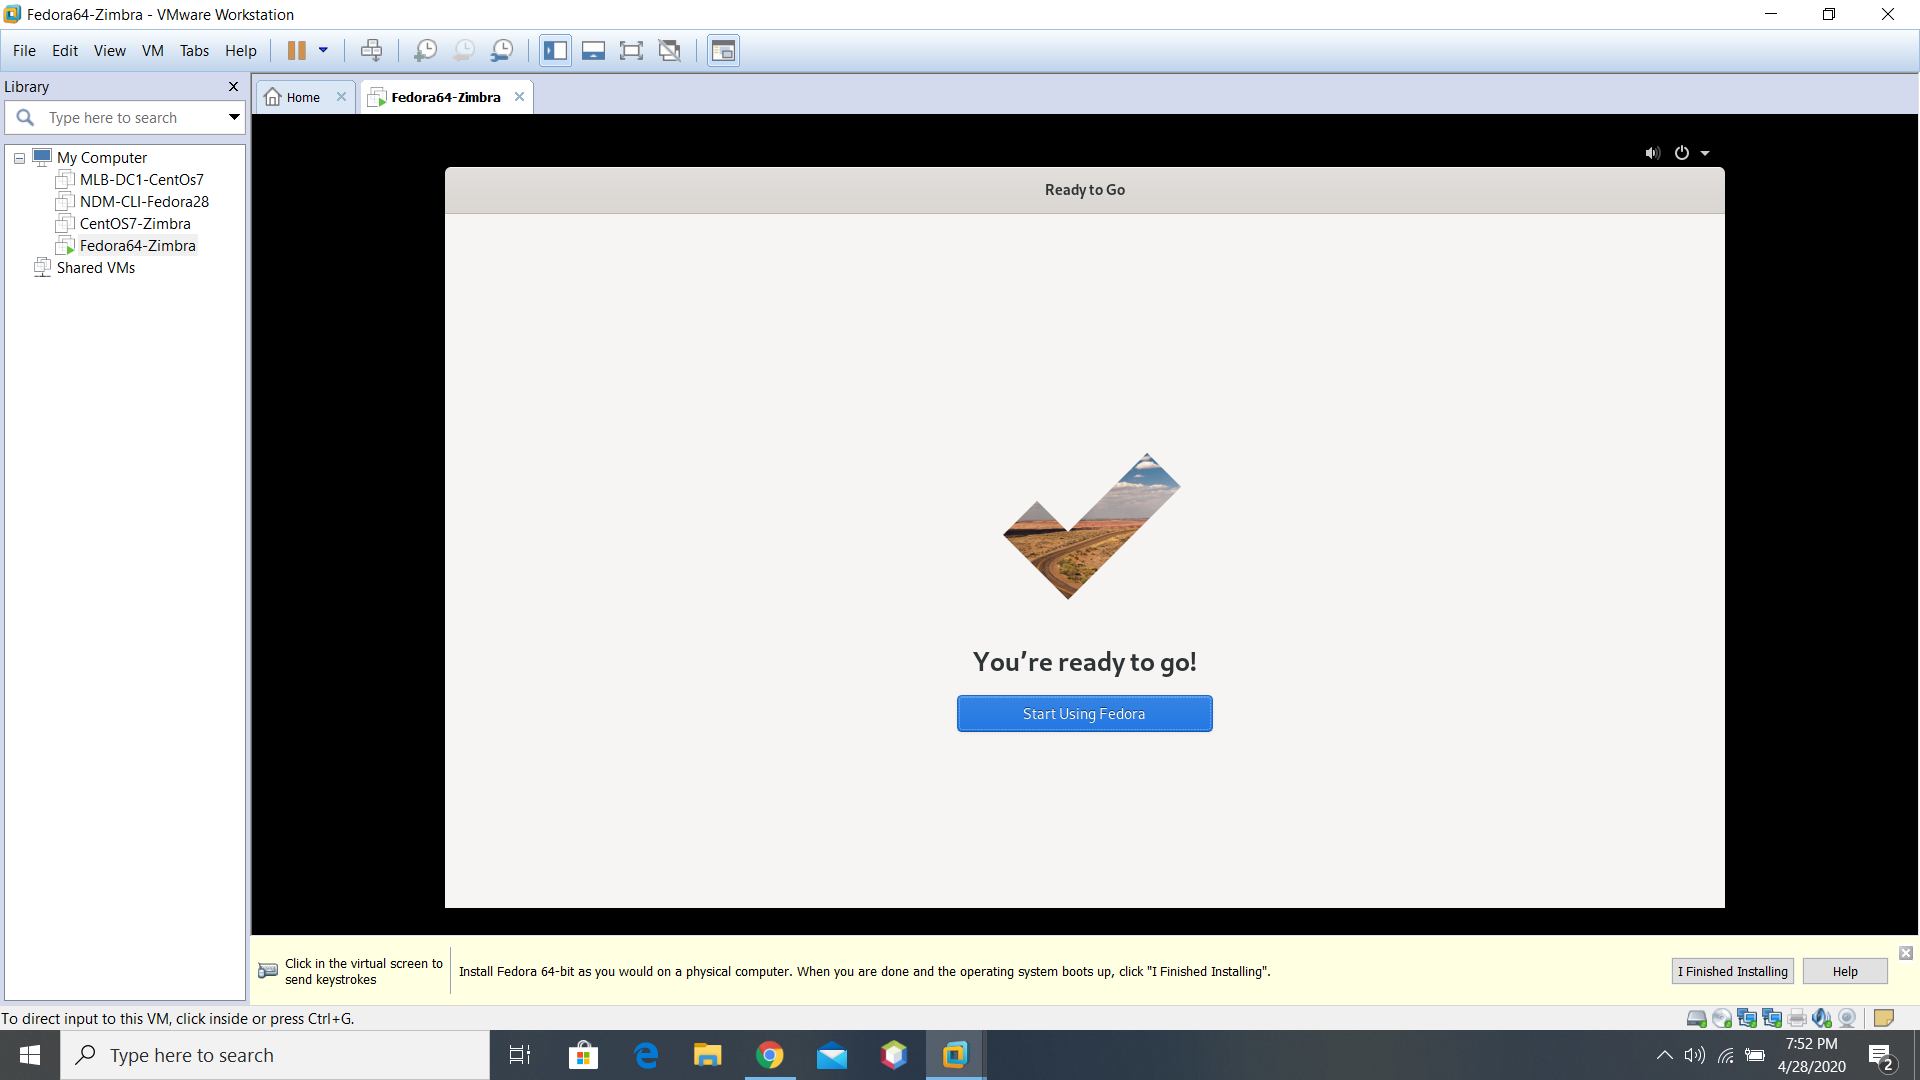 Fedora64-Zimbra - VMware Workstation
File Edit View VM Tabs Help
Library X
Type here to search
Home
Fedora64-Zimbra
My Computer
MLB-DC1-CentOs7
NDM-CLI-Fedora28
CentOS7-Zimbra
Fedora64-Zimbra
Shared VMs
Ready to Go
You’re ready to go!
Start Using Fedora
Click in the virtual screen to
send keystrokes
Install Fedora 64-bit as you would on a physical computer. When you are done and the operating system boots up, click "I Finished Installing".
I Finished Installing
Help
To direct input to this VM, click inside or press Ctrl+G.
Type here to search
7:52 PM
4/28/2020
2